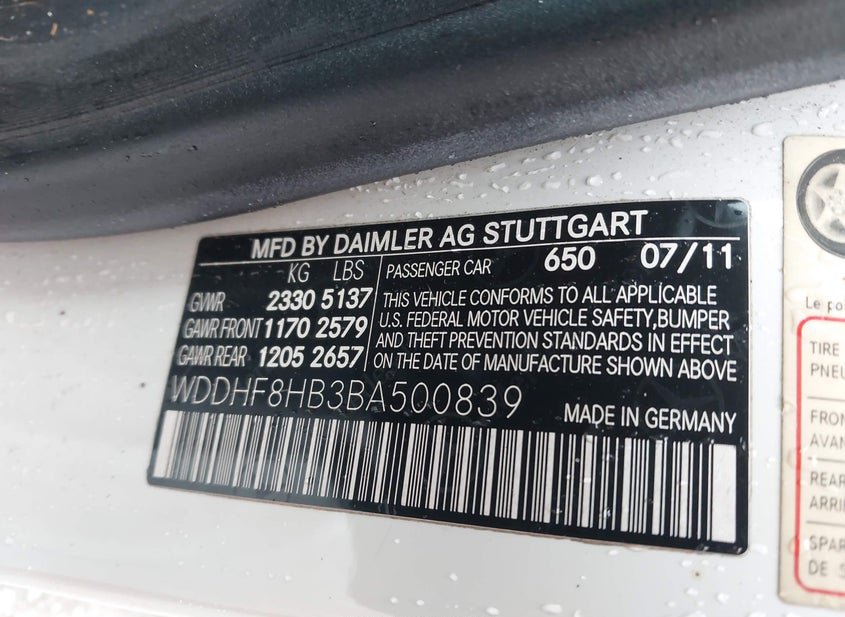 MFD BY DAIMLER AG STUTTGART
KG LBS
GVWR 2330 5137
GAWR FRONT 1170 2579
GAWR REAR 1205 2657
PASSENGER CAR 650 07/11
THIS VEHICLE CONFORMS TO ALL APPLICABLE
U.S. FEDERAL MOTOR VEHICLE SAFETY,BUMPER
AND THEFT PREVENTION STANDARDS IN EFFECT
ON THE DATE OF MANUFACTURE SHOWN ABOVE
WDDHF8HB3BA500839
MADE IN GERMANY
Le
TIRE
FRON
AVAN
REAR
ARRI
SPAR
DE